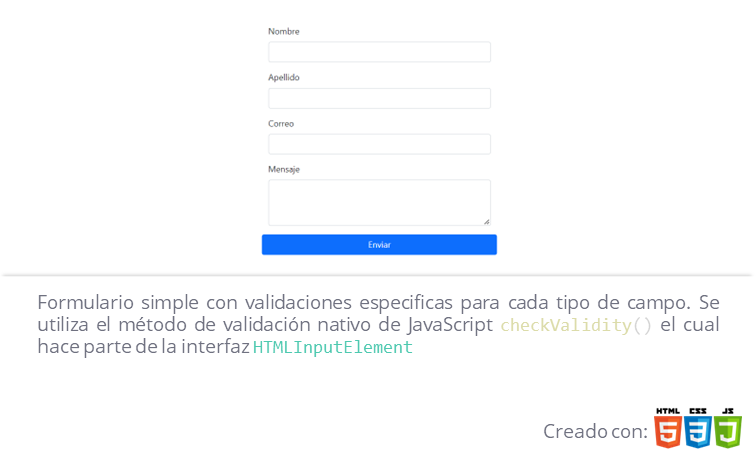 Nombre
Apellido
Correo
Mensaje
Enviar
Formulario simple con validaciones especificas para cada tipo de campo. Se
utiliza el método de validación nativo de JavaScript checkValidity() el cual
hace parte de la interfaz HTMLInputElement
HTML CSS JS
Creado con: 5 3 J